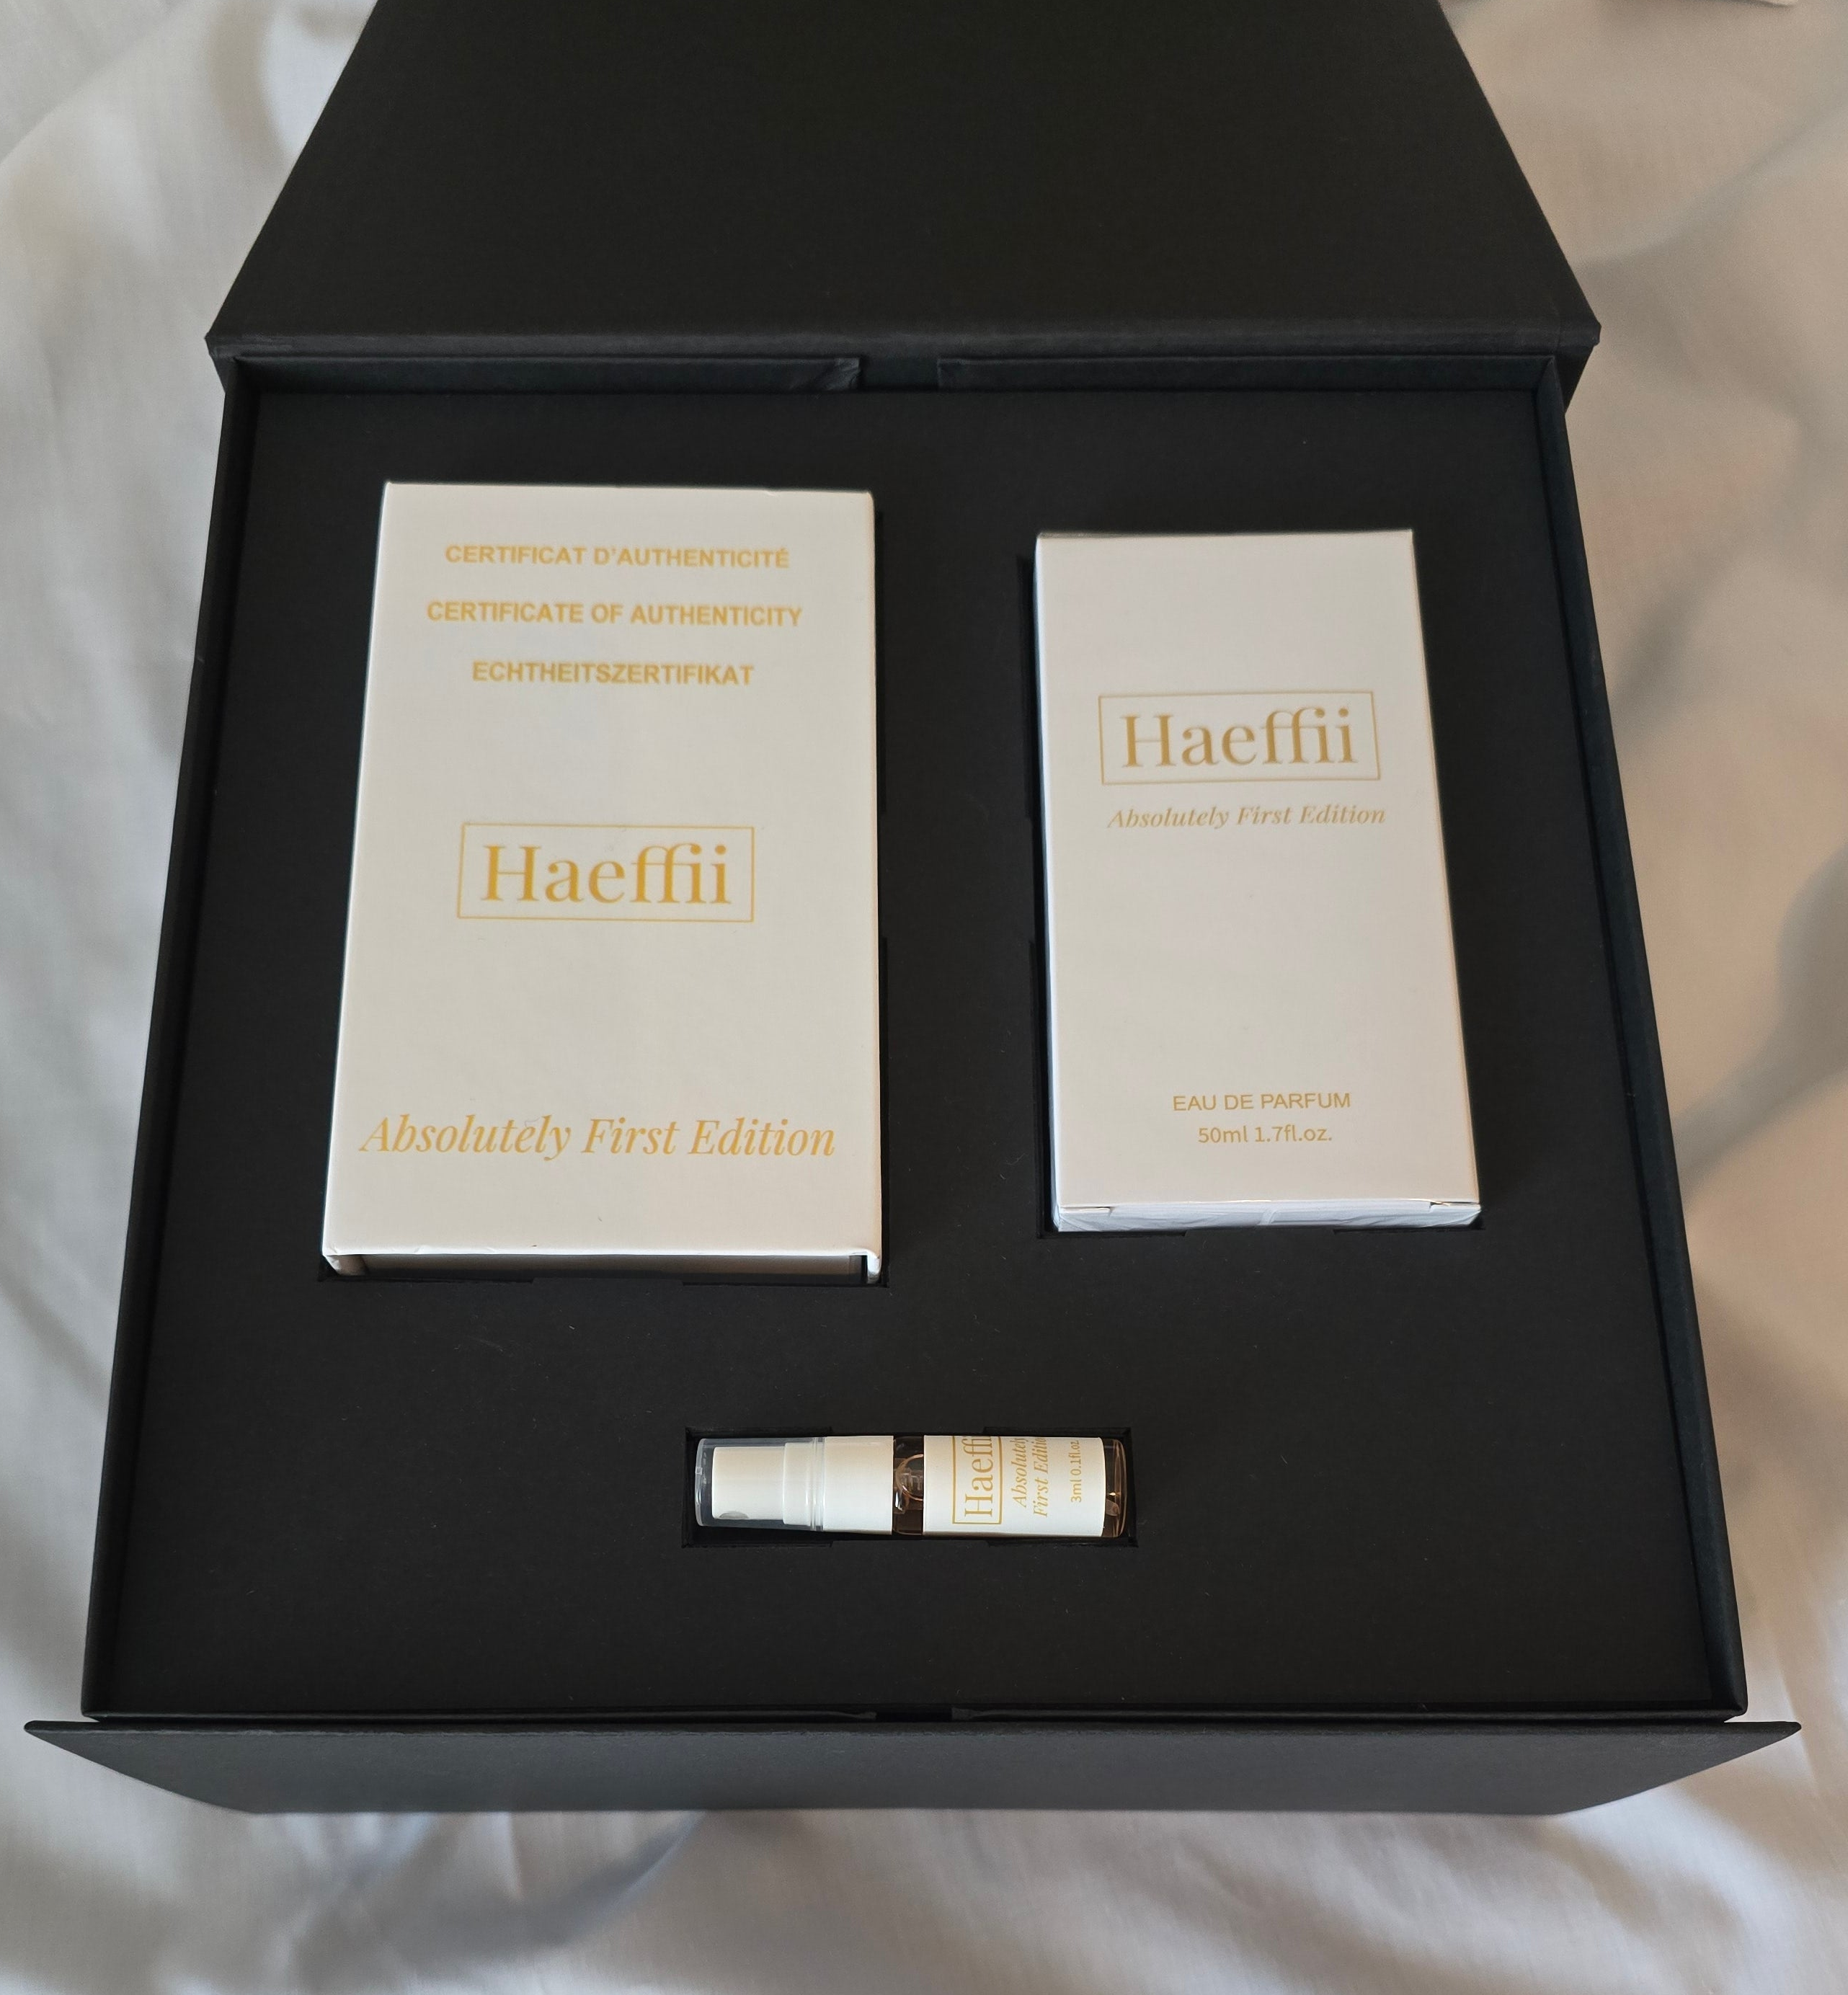 CERTIFICAT D'AUTHENTICITÉ
CERTIFICATE OF AUTHENTICITY
ECHTHEITSZERTIFIKAT
Haeffii
Absolutely First Edition
Haeffii
Absolutely First Edition
EAU DE PARFUM
50ml 1.7fl.oz.
Haeffii
Absolutely
First Edition
3ml 0.1fl.oz